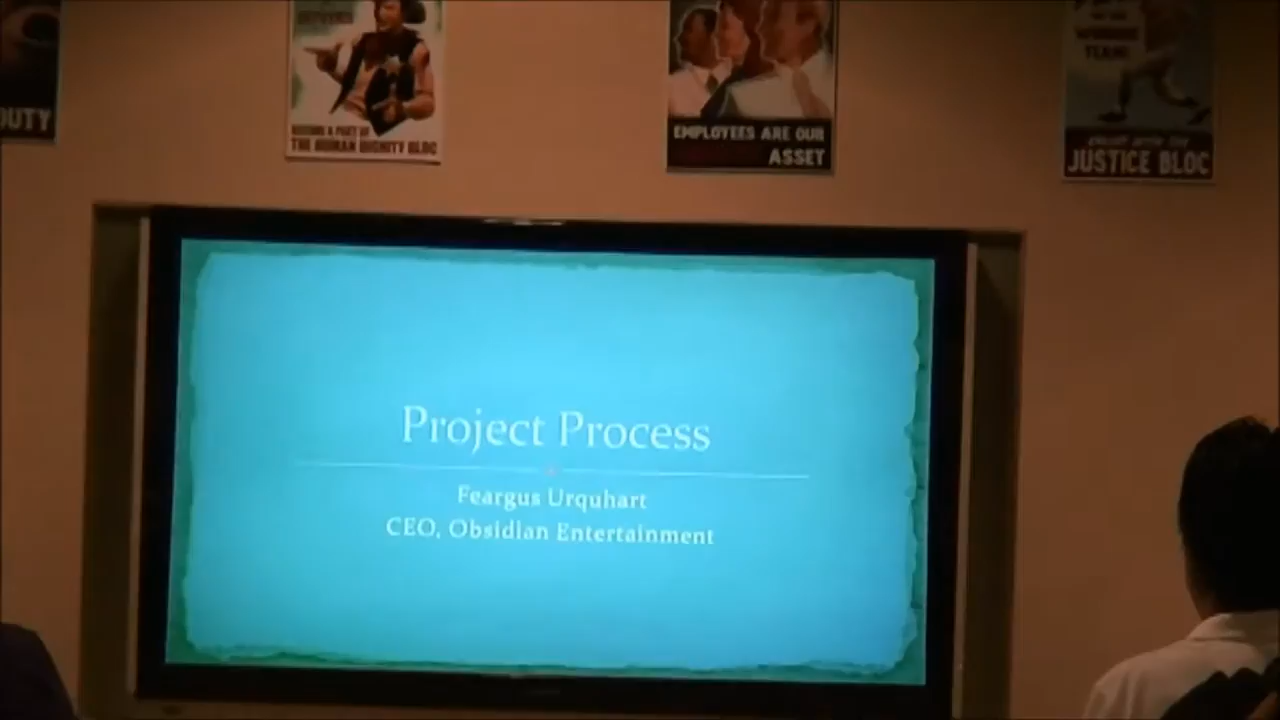 DUTY
BECOME A PART OF
THE HUMAN DIGNITY BLOC
EMPLOYEES ARE OUR
ASSET
TEAM!
JUSTICE BLOC
Project Process
Feargus Urquhart
CEO, Obsidian Entertainment